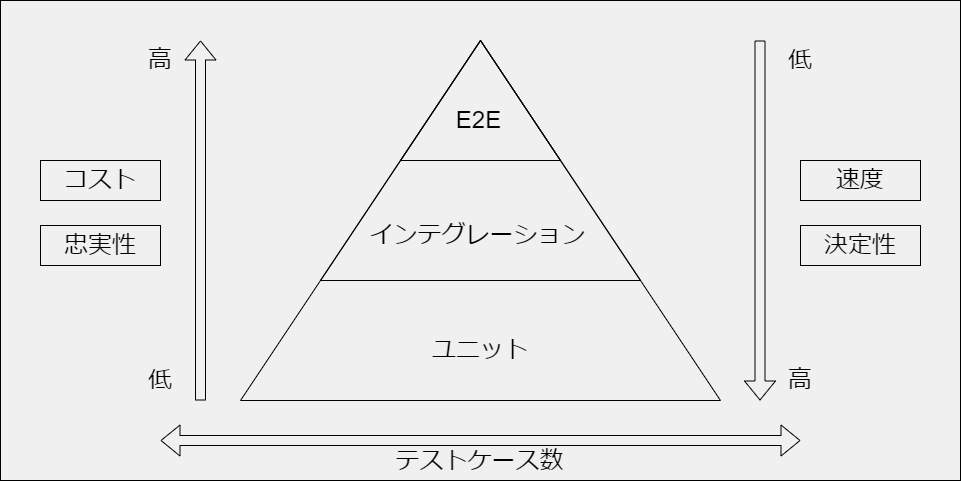 高
低
E2E
コスト
速度
インテグレーション
忠実性
決定性
ユニット
低
高
テストケース数